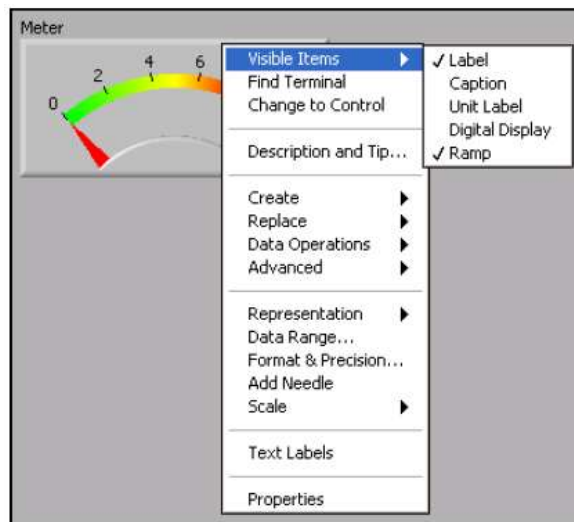 Meter
0
2
4
6
Visible Items
Find Terminal
Change to Control
Description and Tip...
Create
Replace
Data Operations
Advanced
Representation
Data Range...
Format & Precision...
Add Needle
Scale
Text Labels
Properties
Label
Caption
Unit Label
Digital Display
Ramp